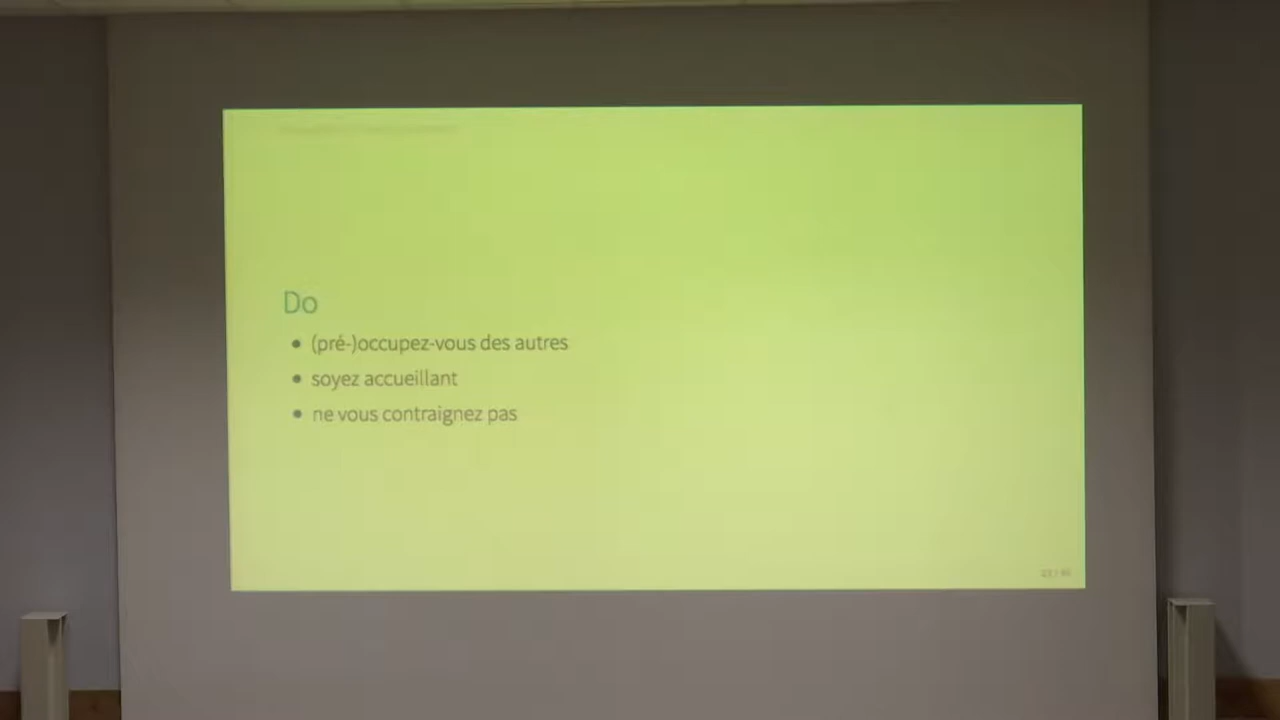 Do
(pré-)occupez-vous des autres
soyez accueillant
ne vous contraignez pas